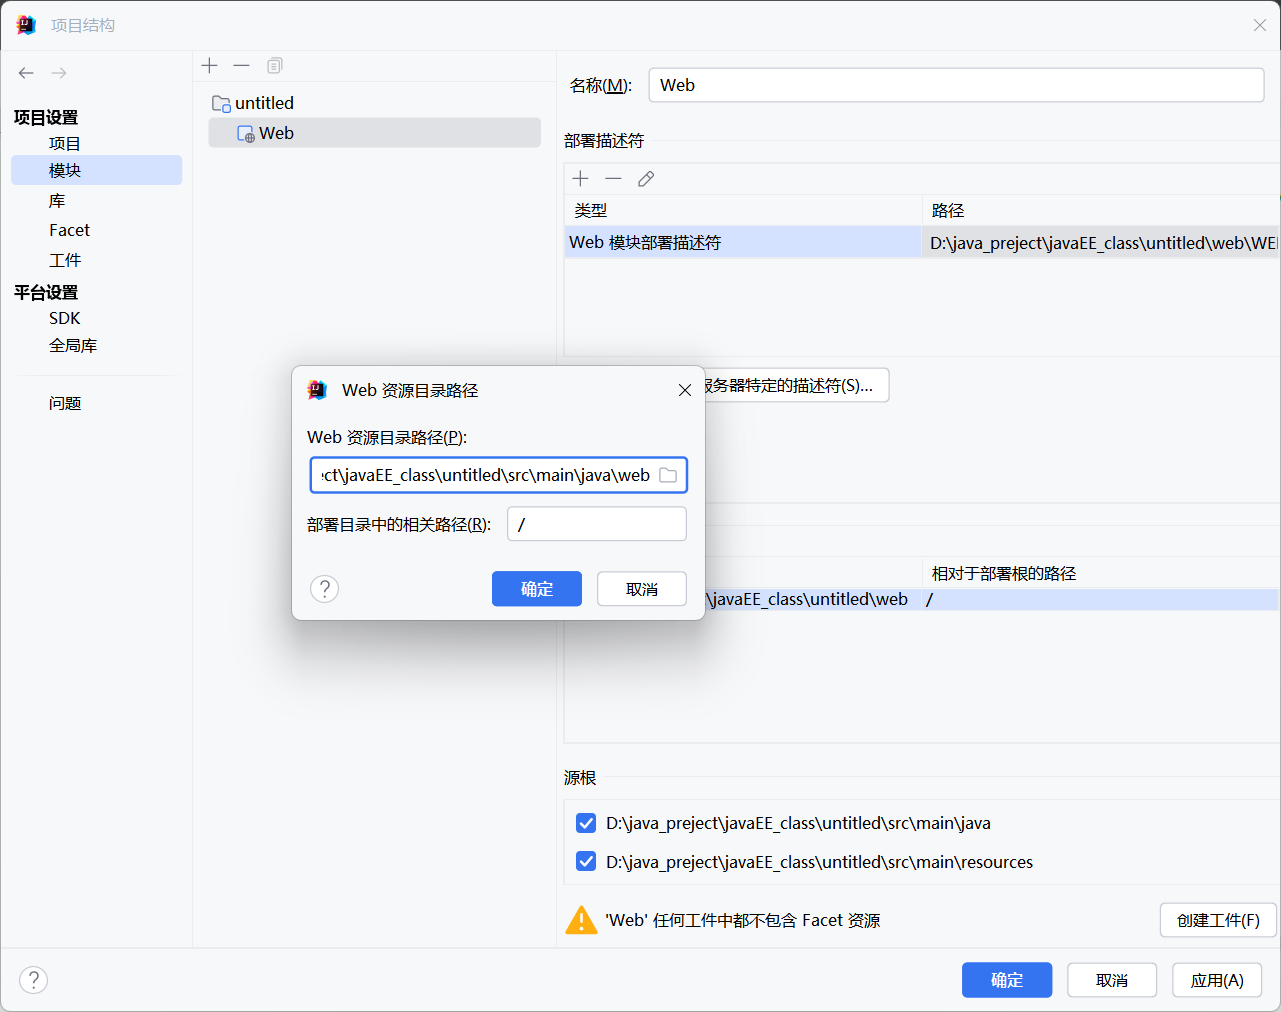 项目结构
项目设置
项目
模块
库
Facet
工件
平台设置
SDK
全局库
问题
untitled
Web
名称(M):
Web
部署描述符
类型
路径
Web 模块部署描述符
D:\java_preject\javaEE_class\untitled\web\WE
服务器特定的描述符(S)...
Web 资源目录路径
Web 资源目录路径(P):
ct\javaEE_class\untitled\src\main\java\web
部署目录中的相关路径(R):
/
?
确定
取消
相对于部署根的路径
\javaEE_class\untitled\web
/
源根
D:\java_preject\javaEE_class\untitled\src\main\java
D:\java_preject\javaEE_class\untitled\src\main\resources
'Web' 任何工件中都不包含 Facet 资源
创建工件(F)
?
确定
取消
应用(A)